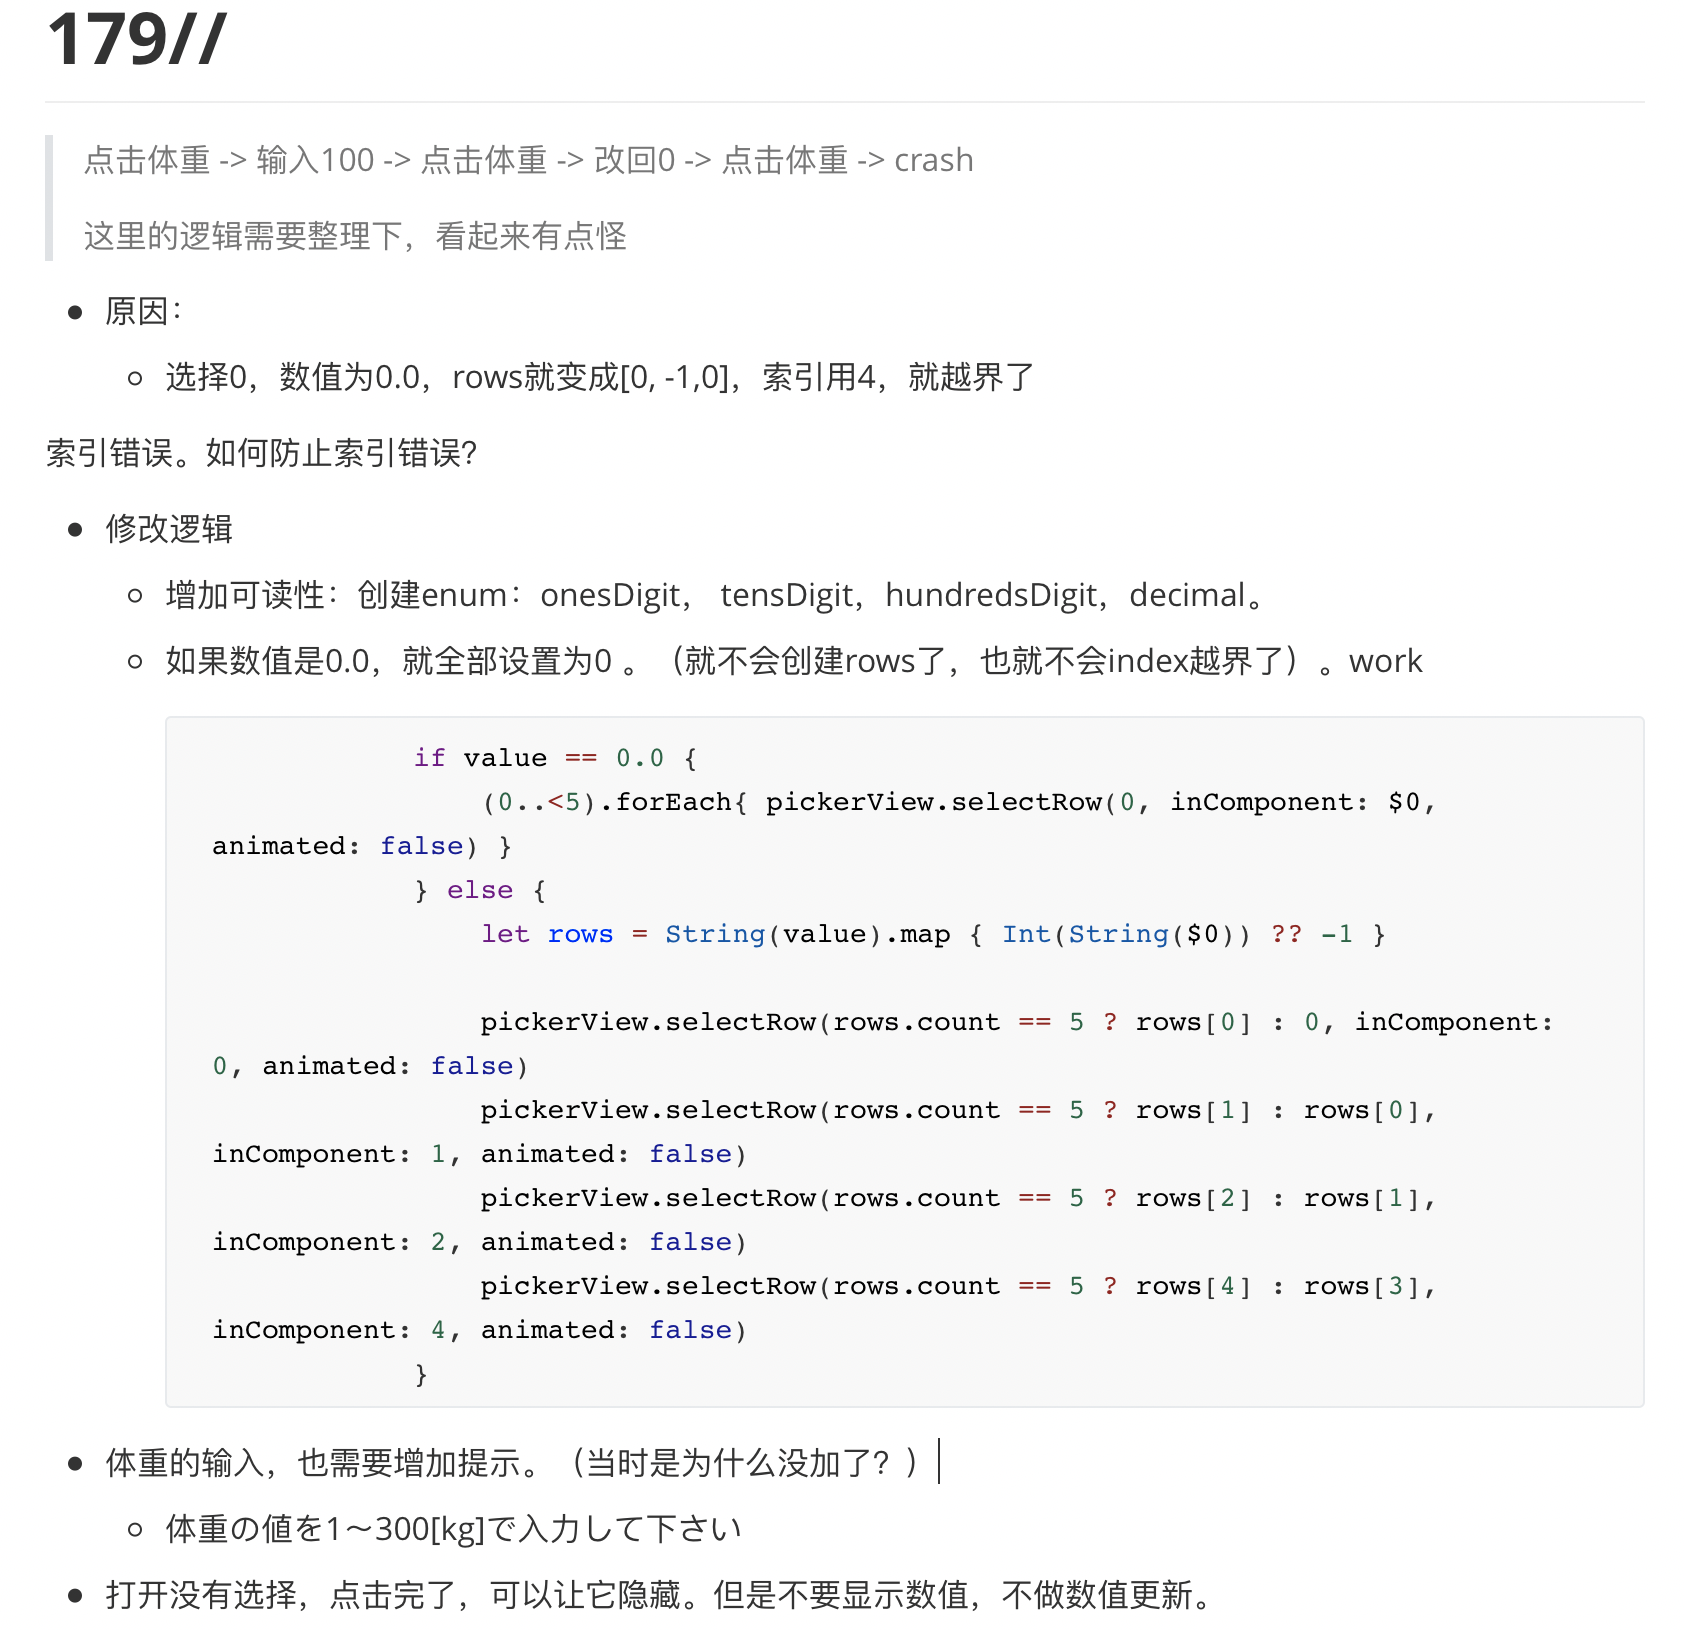 179//
点击体重 -> 输入100 -> 点击体重 -> 改回0 -> 点击体重 -> crash
这里的逻辑需要整理下，看起来有点怪
原因：
选择0，数值为0.0，rows就变成[0, -1,0]，索引用4，就越界了
索引错误。如何防止索引错误？
修改逻辑
增加可读性：创建enum：onesDigit， tensDigit，hundredsDigit，decimal。
如果数值是0.0，就全部设置为0 。（就不会创建rows了，也就不会index越界了）。work
if value == 0.0 {
(0..<5).forEach{ pickerView.selectRow(0, inComponent: $0,
animated: false) }
} else {
let rows = String(value).map { Int(String($0)) ?? -1 }
pickerView.selectRow(rows.count == 5 ? rows[0] : 0, inComponent:
0, animated: false)
pickerView.selectRow(rows.count == 5 ? rows[1] : rows[0],
inComponent: 1, animated: false)
pickerView.selectRow(rows.count == 5 ? rows[2] : rows[1],
inComponent: 2, animated: false)
pickerView.selectRow(rows.count == 5 ? rows[4] : rows[3],
inComponent: 4, animated: false)
}
体重的输入，也需要增加提示。（当时是为什么没加了？）
体重の値を1〜300[kg]で入力して下さい
打开没有选择，点击完了，可以让它隐藏。但是不要显示数值，不做数值更新。